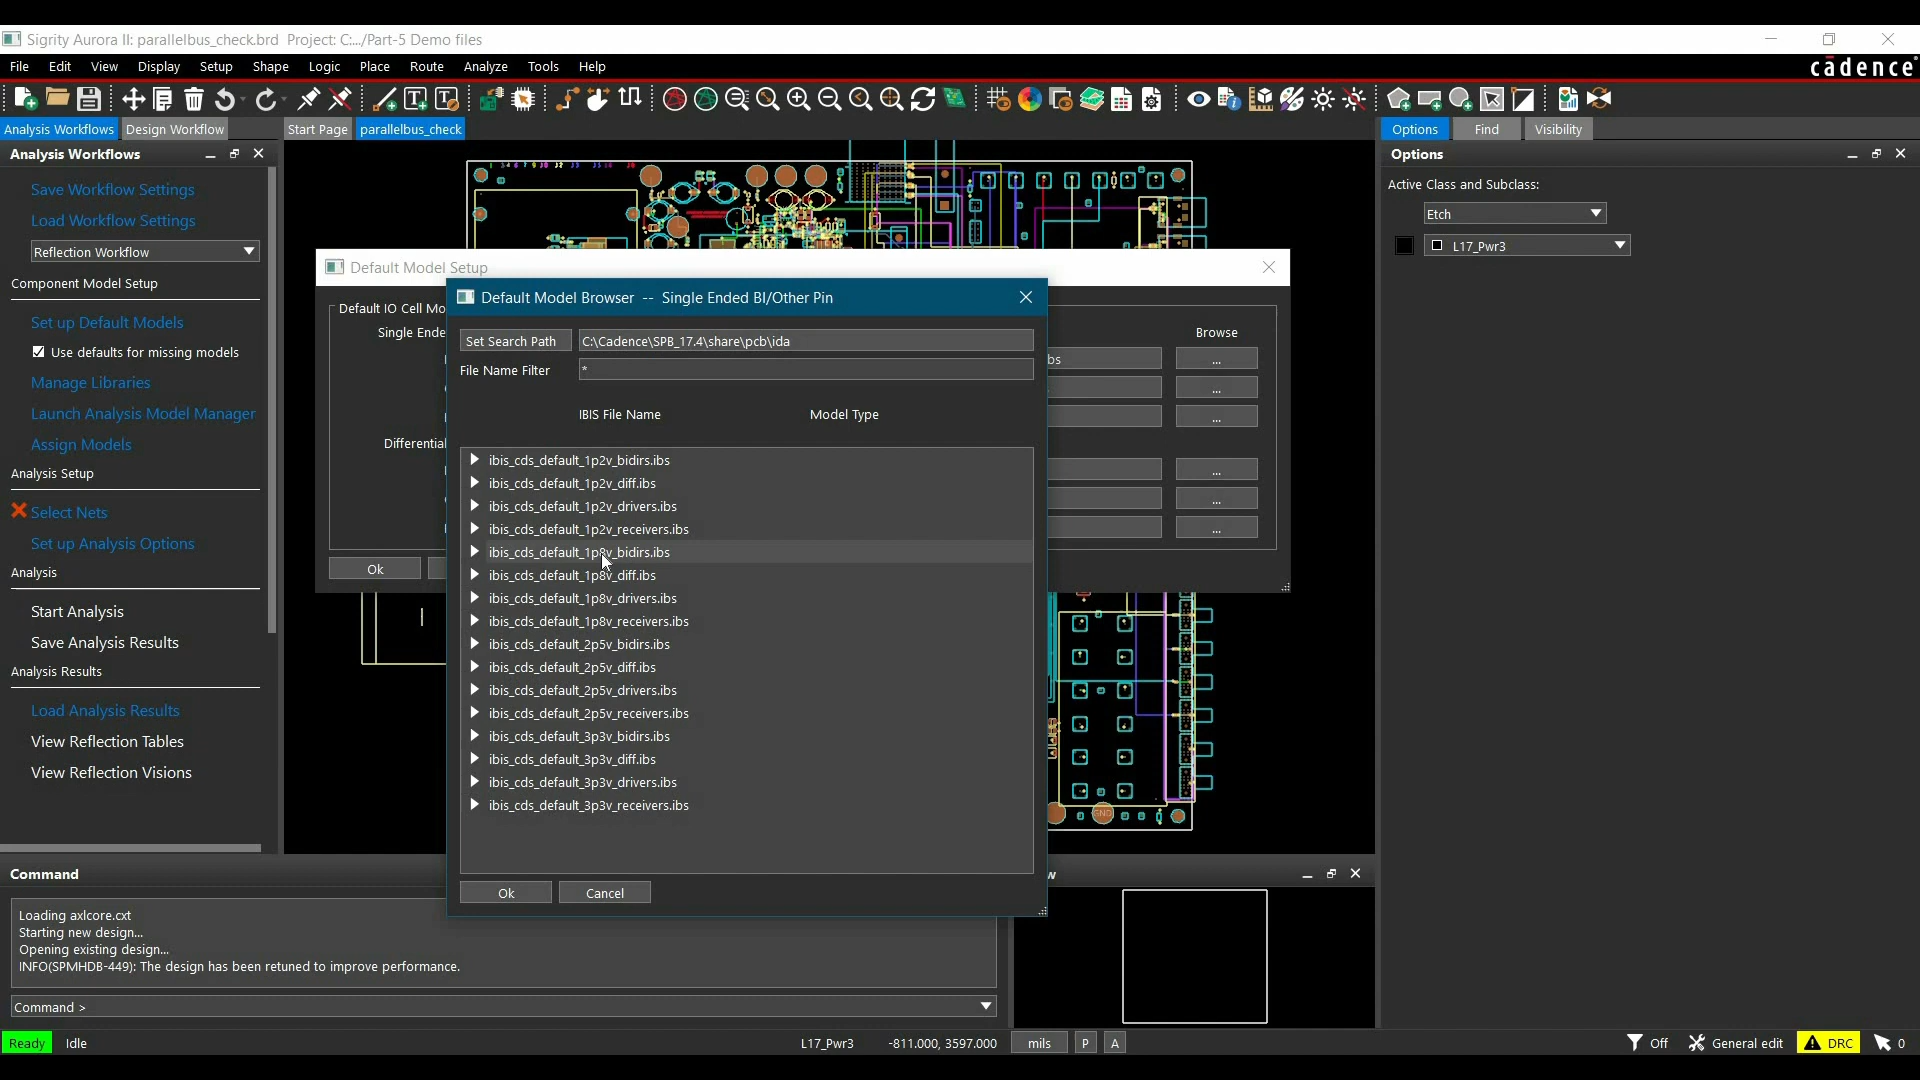 Sigrity Aurora II: parallelbus_check.brd  Project: C:.../Part-5 Demo files
File Edit View Display Setup Shape Logic Place Route Analyze Tools Help
cādence
Analysis Workflows Design Workflow Start Page parallelbus_check Options Find Visibility
Analysis Workflows
Options
Save Workflow Settings
Load Workflow Settings
Reflection Workflow
Component Model Setup
Set up Default Models
Use defaults for missing models
Manage Libraries
Launch Analysis Model Manager
Assign Models
Analysis Setup
Select Nets
Set up Analysis Options
Analysis
Start Analysis
Save Analysis Results
Analysis Results
Load Analysis Results
View Reflection Tables
View Reflection Visions
Active Class and Subclass:
Etch
L17_Pwr3
Default Model Setup
Default IO Cell Mo
Single Ende
Differential
Browse
bs
...
...
...
...
...
...
Ok
Default Model Browser -- Single Ended BI/Other Pin
Set Search Path C:\Cadence\SPB_17.4\share\pcb\ida
File Name Filter *
IBIS File Name Model Type
ibis_cds_default_1p2v_bidirs.ibs
ibis_cds_default_1p2v_diff.ibs
ibis_cds_default_1p2v_drivers.ibs
ibis_cds_default_1p2v_receivers.ibs
ibis_cds_default_1p8v_bidirs.ibs
ibis_cds_default_1p8v_diff.ibs
ibis_cds_default_1p8v_drivers.ibs
ibis_cds_default_1p8v_receivers.ibs
ibis_cds_default_2p5v_bidirs.ibs
ibis_cds_default_2p5v_diff.ibs
ibis_cds_default_2p5v_drivers.ibs
ibis_cds_default_2p5v_receivers.ibs
ibis_cds_default_3p3v_bidirs.ibs
ibis_cds_default_3p3v_diff.ibs
ibis_cds_default_3p3v_drivers.ibs
ibis_cds_default_3p3v_receivers.ibs
Ok Cancel
GND
Command
w
Loading axlcore.cxt
Starting new design...
Opening existing design...
INFO(SPMHDB-449): The design has been retuned to improve performance.
Command >
Ready Idle L17_Pwr3 -811.000, 3597.000 mils P A Off General edit DRC 0